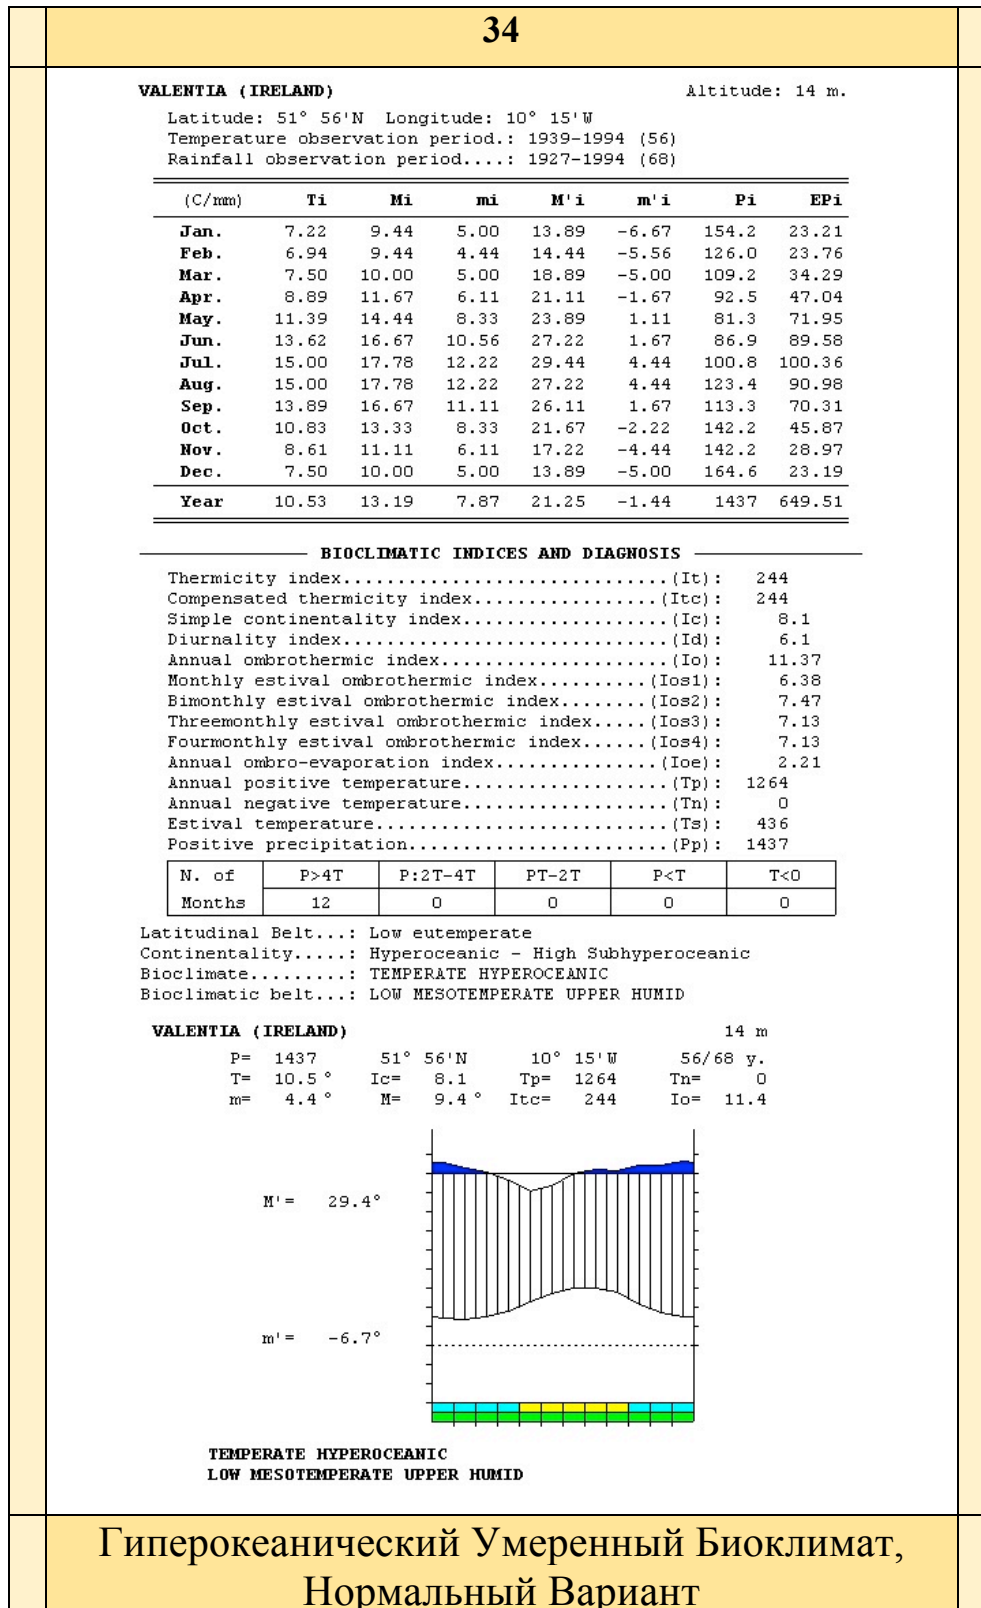 34
VALENTIA (IRELAND) Altitude: 14 m.
Latitude: 51° 56'N Longitude: 10° 15'W
Temperature observation period.: 1939-1994 (56)
Rainfall observation period....: 1927-1994 (68)
(C/mm) Ti Mi mi M'i m'i Pi EPi
Jan. 7.22 9.44 5.00 13.89 -6.67 154.2 23.21
Feb. 6.94 9.44 4.44 14.44 -5.56 126.0 23.76
Mar. 7.50 10.00 5.00 18.89 -5.00 109.2 34.29
Apr. 8.89 11.67 6.11 21.11 -1.67 92.5 47.04
May. 11.39 14.44 8.33 23.89 1.11 81.3 71.95
Jun. 13.62 16.67 10.56 27.22 1.67 86.9 89.58
Jul. 15.00 17.78 12.22 29.44 4.44 100.8 100.36
Aug. 15.00 17.78 12.22 27.22 4.44 123.4 90.98
Sep. 13.89 16.67 11.11 26.11 1.67 113.3 70.31
Oct. 10.83 13.33 8.33 21.67 -2.22 142.2 45.87
Nov. 8.61 11.11 6.11 17.22 -4.44 142.2 28.97
Dec. 7.50 10.00 5.00 13.89 -5.00 164.6 23.19
Year 10.53 13.19 7.87 21.25 -1.44 1437 649.51
BIOCLIMATIC INDICES AND DIAGNOSIS
Thermicity index..............................(It): 244
Compensated thermicity index.................(Itc): 244
Simple continentality index...................(Ic): 8.1
Diurnality index..............................(Id): 6.1
Annual ombrothermic index.....................(Io): 11.37
Monthly estival ombrothermic index..........(Ios1): 6.38
Bimonthly estival ombrothermic index........(Ios2): 7.47
Threemonthly estival ombrothermic index.....(Ios3): 7.13
Fourmonthly estival ombrothermic index......(Ios4): 7.13
Annual ombro-evaporation index...............(Ioe): 2.21
Annual positive temperature...................(Tp): 1264
Annual negative temperature...................(Tn): 0
Estival temperature...........................(Ts): 436
Positive precipitation........................(Pp): 1437
N. of P>4T P:2T-4T PT-2T P<T T<0
Months 12 0 0 0 0
Latitudinal Belt...: Low eutemperate
Continentality.....: Hyperoceanic - High Subhyperoceanic
Bioclimate.........: TEMPERATE HYPEROCEANIC
Bioclimatic belt...: LOW MESOTEMPERATE UPPER HUMID
VALENTIA (IRELAND) 14 m
P= 1437 51° 56'N 10° 15'W 56/68 y.
T= 10.5° Ic= 8.1 Tp= 1264 Tn= 0
m= 4.4° M= 9.4° Itc= 244 Io= 11.4
M'= 29.4°
m'= -6.7°
TEMPERATE HYPEROCEANIC
LOW MESOTEMPERATE UPPER HUMID
Гиперокеанический Умеренный Биоклимат,
Нормальный Вариант